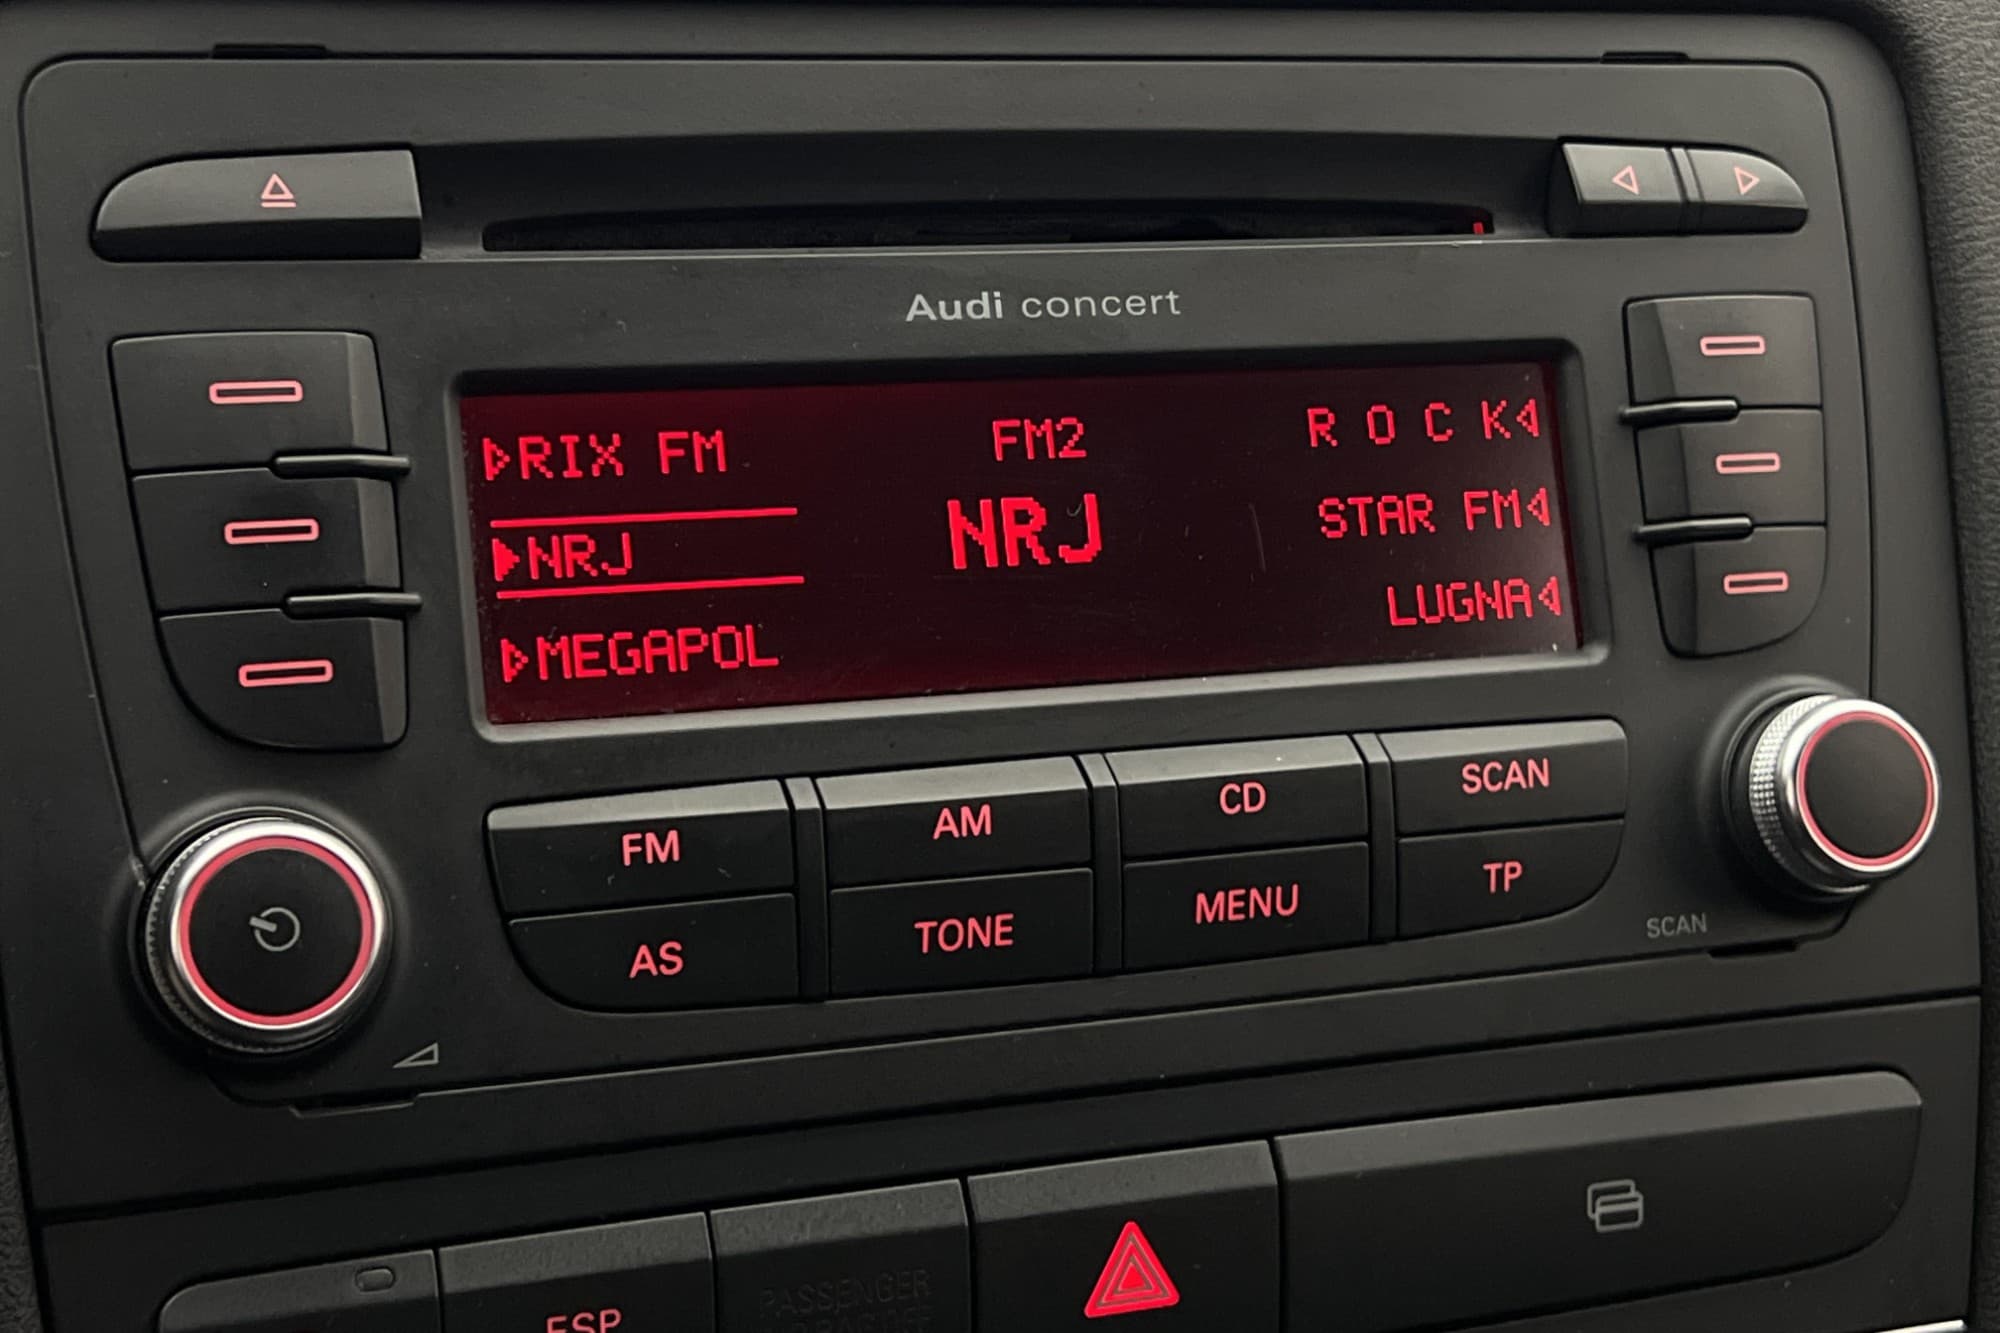 Audi concert
RIX FM
FM2
R O C K
NRJ
NRJ
STAR FM
MEGAPOL
LUGNA
FM
AM
CD
SCAN
AS
TONE
MENU
TP
SCAN
ESP
PASSENGER